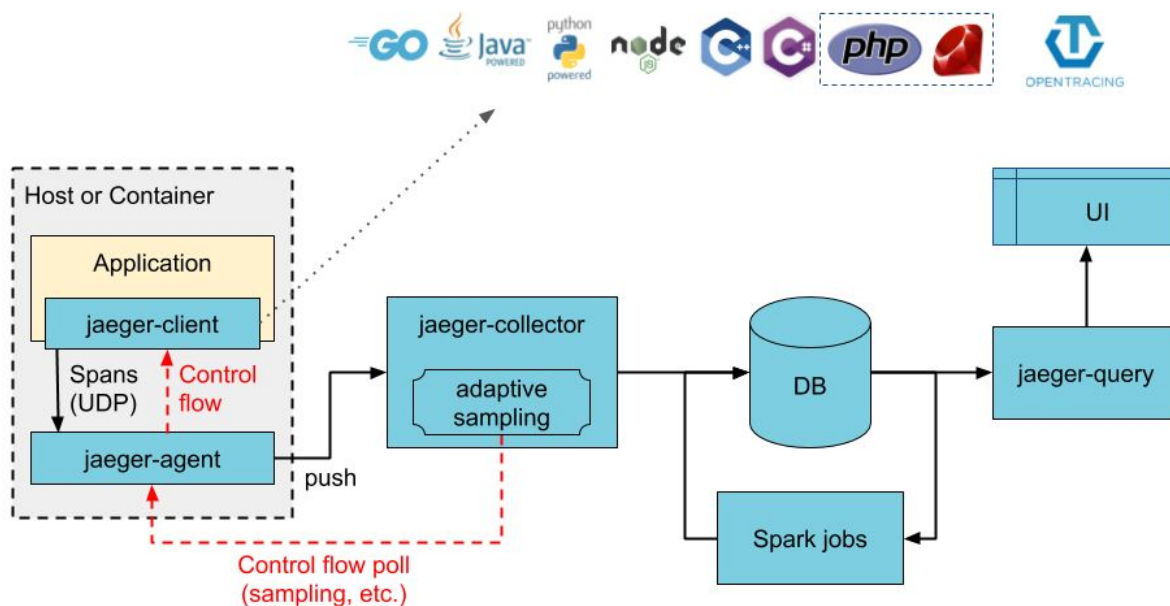 GO
Java
POWERED
python
powered
node
JS
C++
C#
php
OPENTRACING
Host or Container
Application
jaeger-client
Spans
(UDP)
Control
flow
jaeger-agent
push
jaeger-collector
adaptive
sampling
DB
UI
jaeger-query
Spark jobs
Control flow poll
(sampling, etc.)